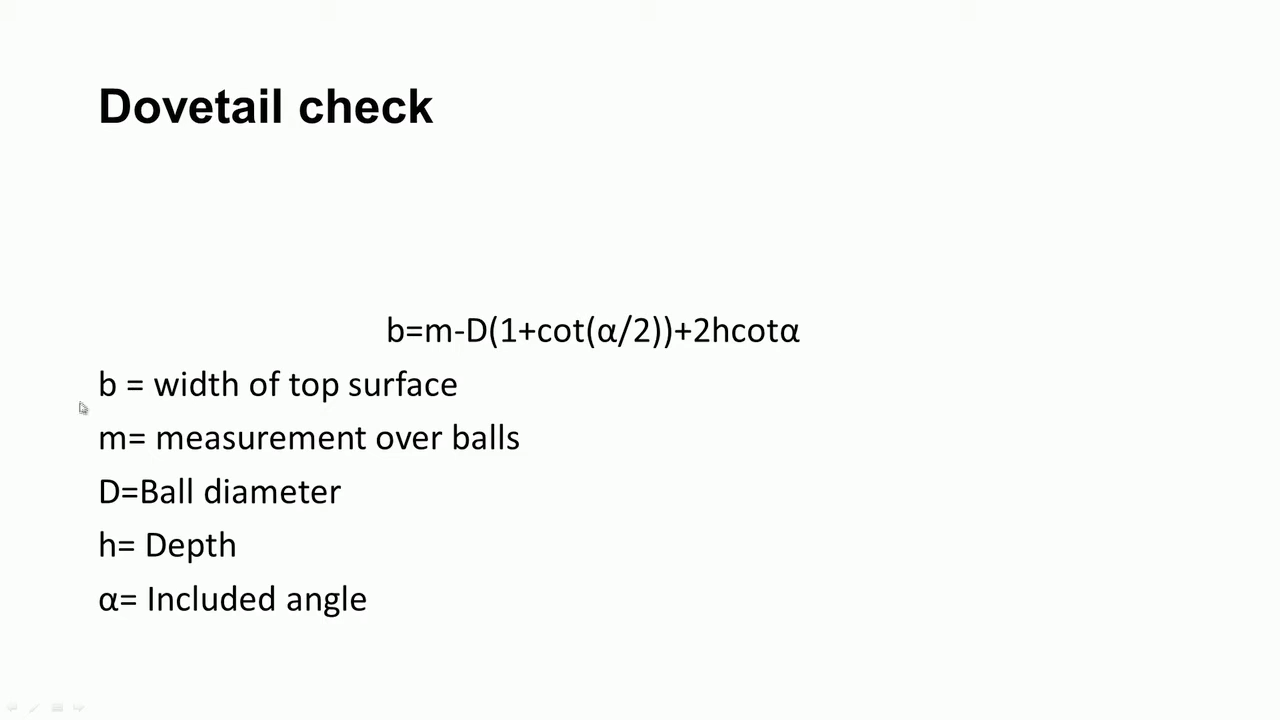 Dovetail check
b=m-D(1+cot(α/2))+2hcotα
b = width of top surface
m= measurement over balls
D=Ball diameter
h= Depth
α= Included angle